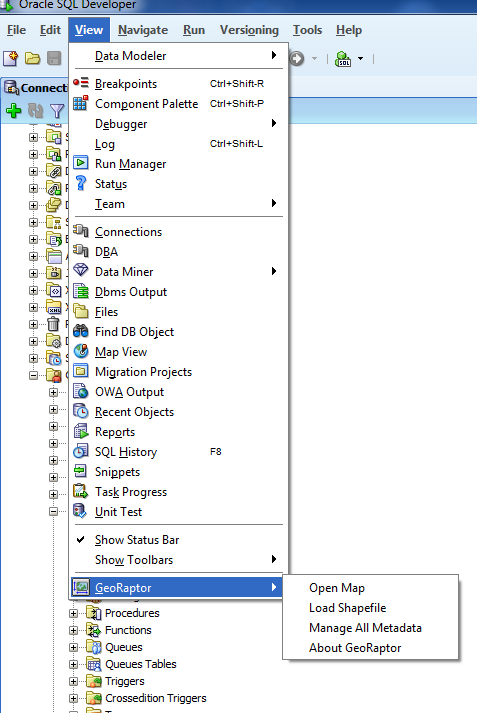 Oracle SQL Developer
File Edit View Navigate Run Versioning Tools Help
Data Modeler
Connecti
Breakpoints Ctrl+Shift-R
Component Palette Ctrl+Shift-P
Debugger
Log Ctrl+Shift-L
Run Manager
Status
Team
Connections
DBA
Data Miner
Dbms Output
Files
Find DB Object
Map View
Migration Projects
OWA Output
Recent Objects
Reports
SQL History F8
Snippets
Task Progress
Unit Test
Show Status Bar
Show Toolbars
GeoRaptor
Open Map
Load Shapefile
Manage All Metadata
About GeoRaptor
Procedures
Functions
Queues
Queues Tables
Triggers
Crossedition Triggers